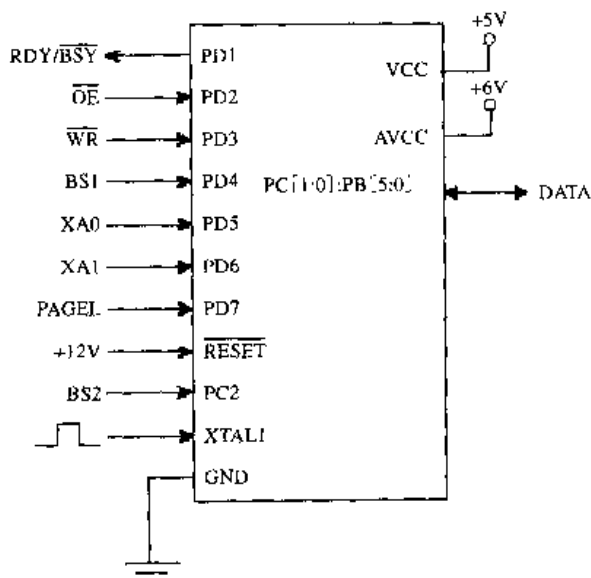 RDY/BSY
PD1
OE
PD2
WR
PD3
BS1
PD4
XA0
PD5
XA1
PD6
PAGEL
PD7
+12V
RESET
BS2
PC2
XTAL1
GND
+5V
VCC
+6V
AVCC
PC[1:0]:PB[5:0]
DATA